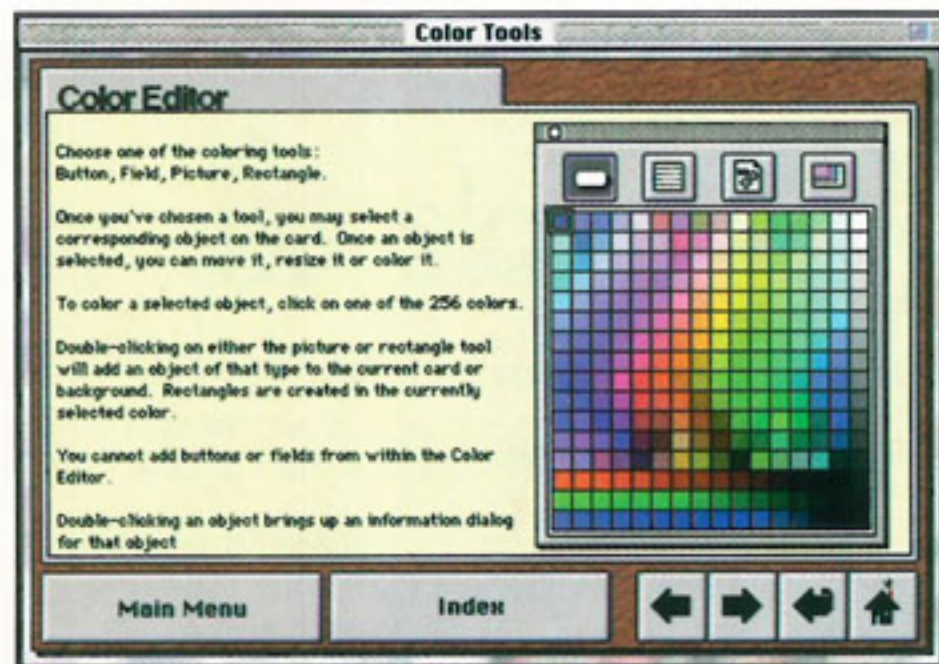 Color Tools
Color Editor
Choose one of the coloring tools:
Button, Field, Picture, Rectangle.
Once you've chosen a tool, you may select a
corresponding object on the card. Once an object is
selected, you can move it, resize it or color it.
To color a selected object, click on one of the 256 colors.
Double-clicking on either the picture or rectangle tool
will add an object of that type to the current card or
background. Rectangles are created in the currently
selected color.
You cannot add buttons or fields from within the Color
Editor.
Double-clicking an object brings up an information dialog
for that object
Main Menu
Index